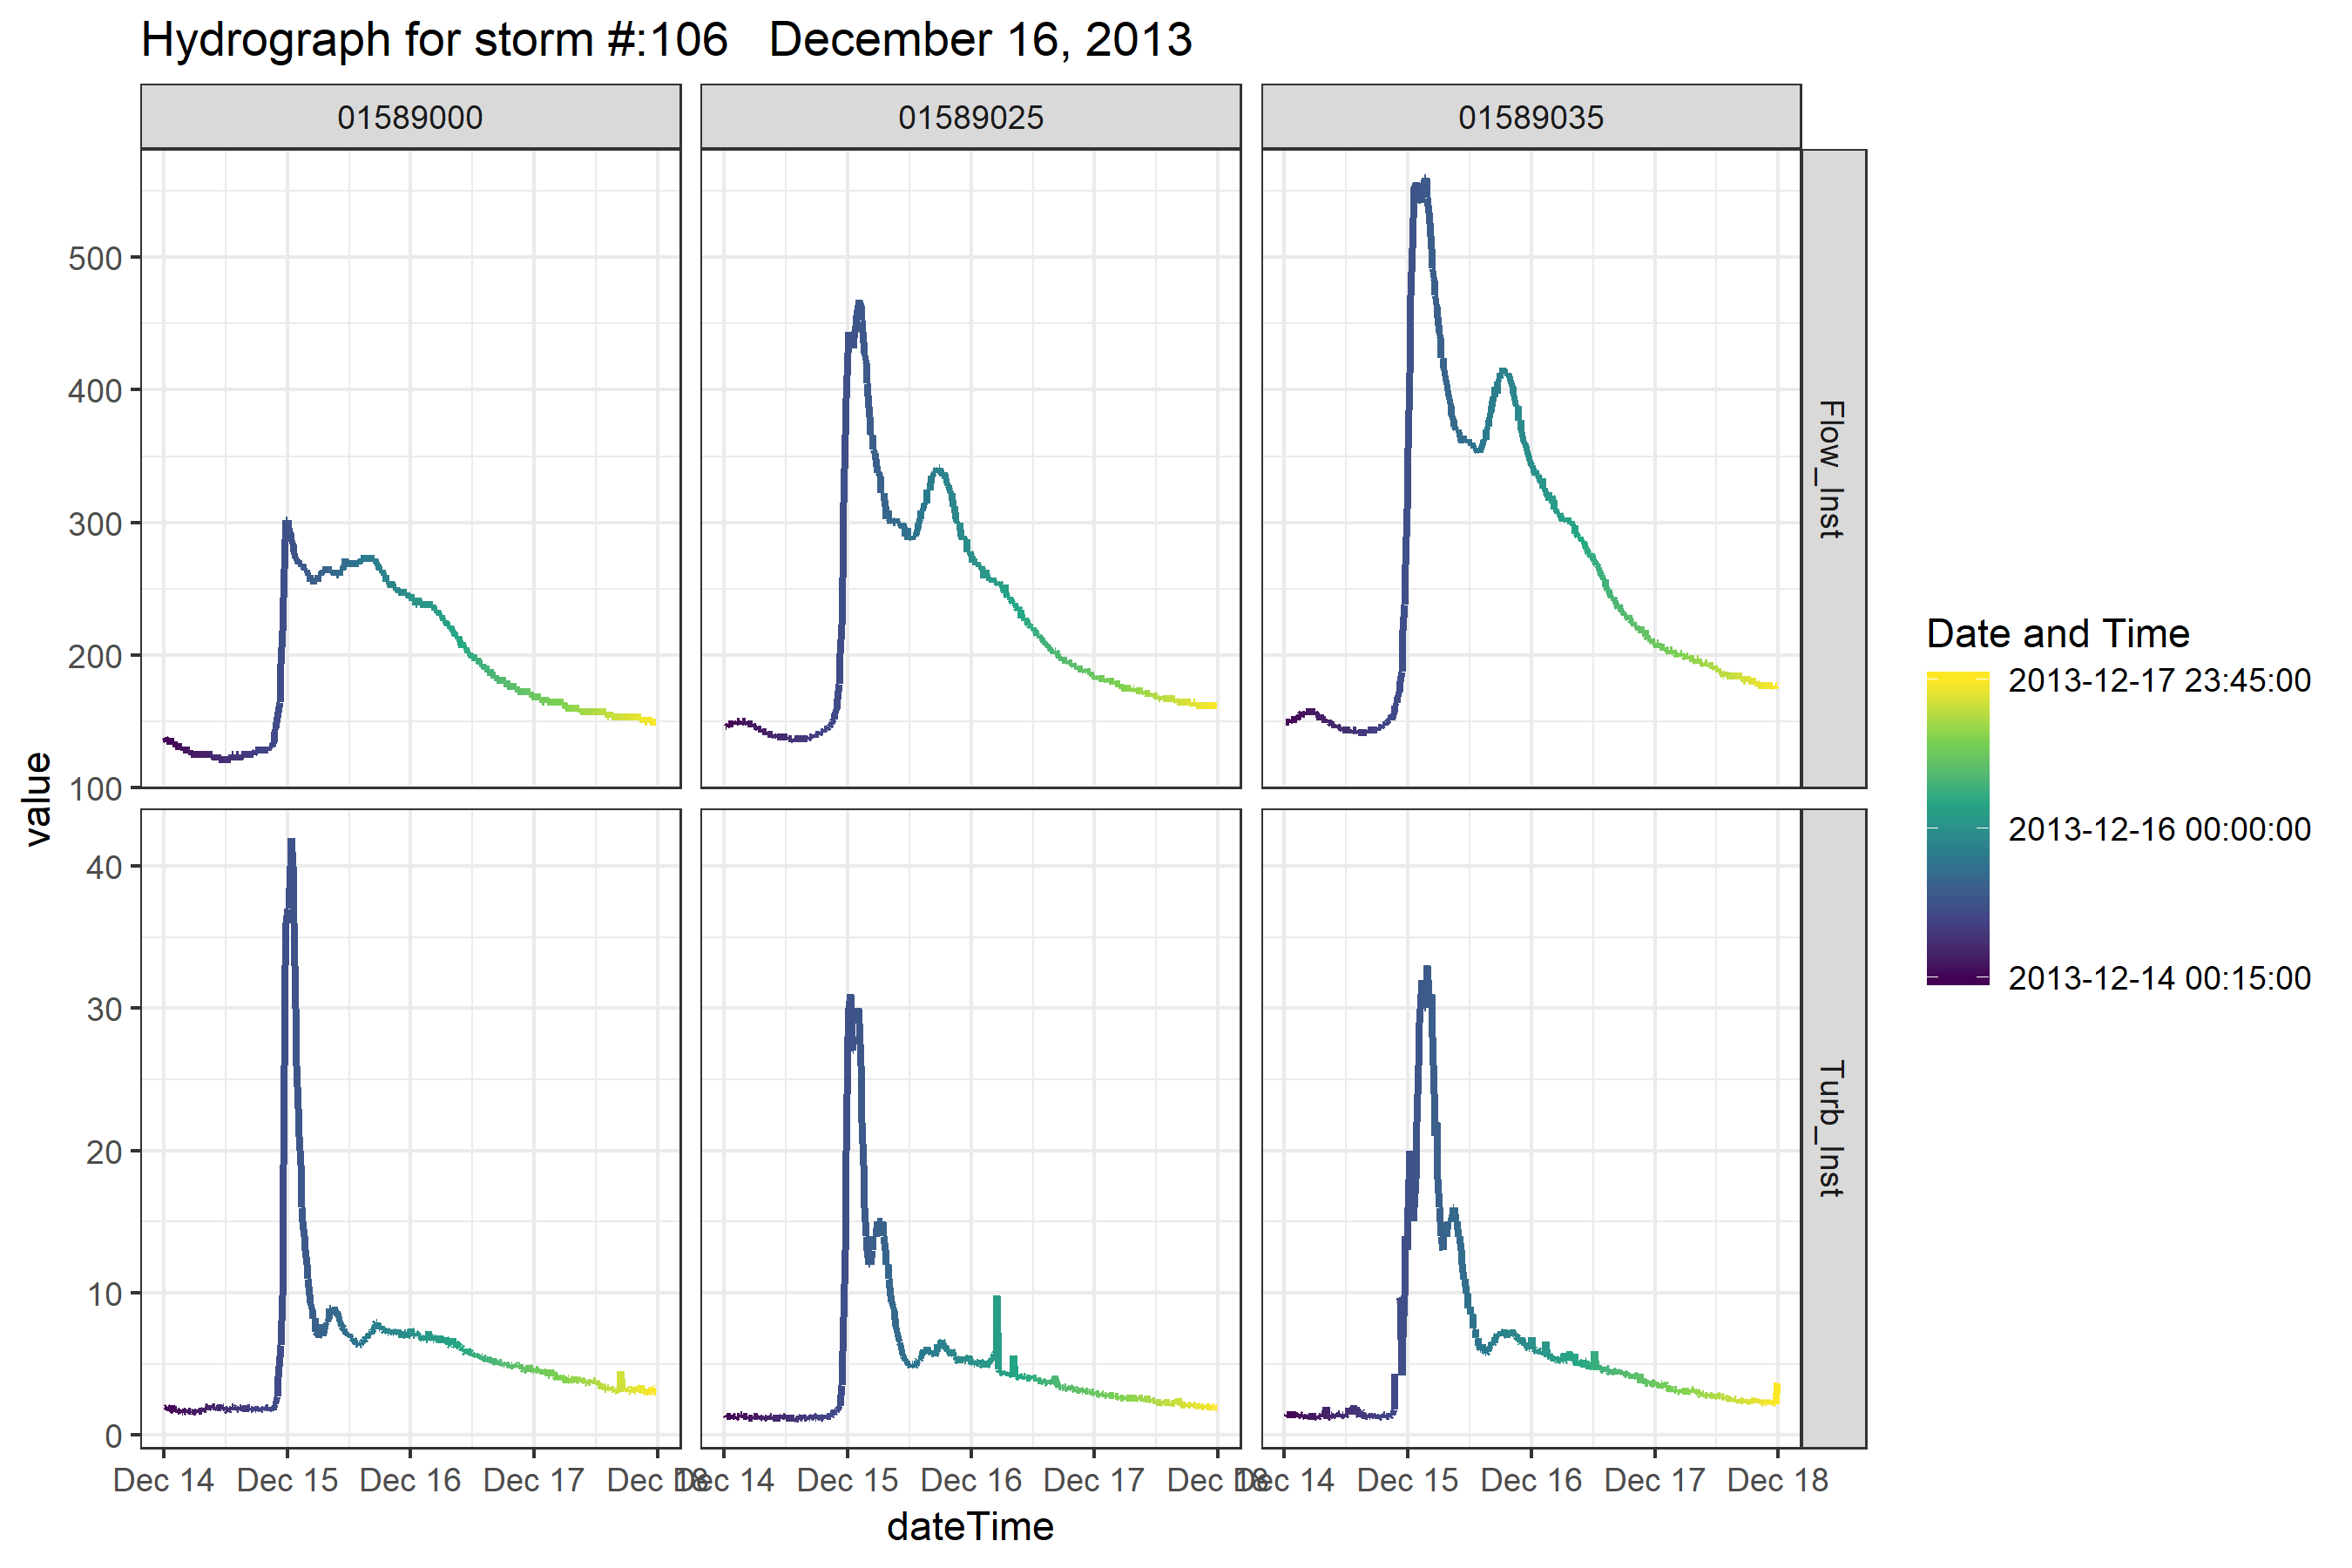 Hydrograph for storm #:106   December 16, 2013
01589000 01589025 01589035
Flow_Inst
500
400
300
200
100
value
Turb_Inst
40
30
20
10
0
Dec 14 Dec 15 Dec 16 Dec 17 Dec 18 Dec 14 Dec 15 Dec 16 Dec 17 Dec 18 Dec 14 Dec 15 Dec 16 Dec 17 Dec 18
dateTime
Date and Time
2013-12-17 23:45:00
2013-12-16 00:00:00
2013-12-14 00:15:00